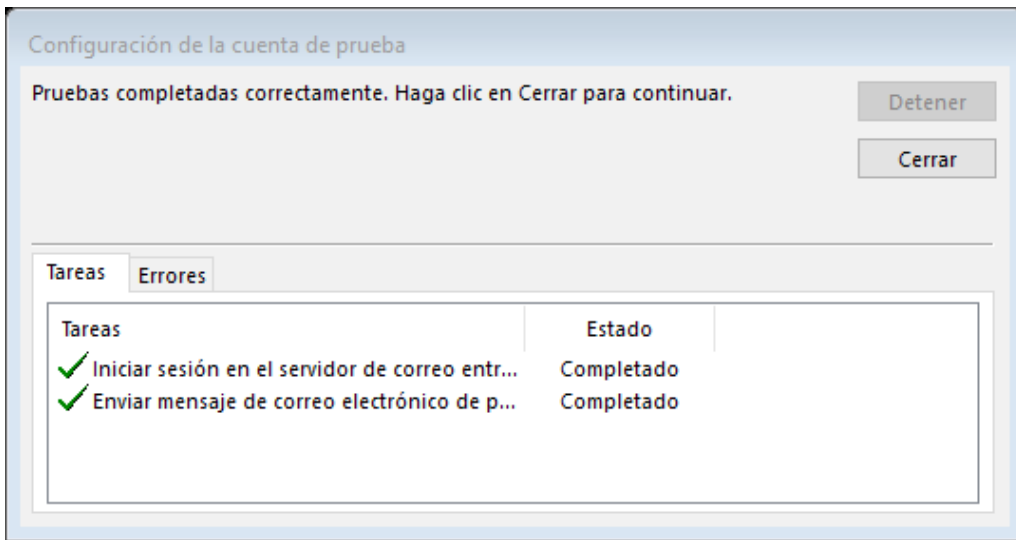 Configuración de la cuenta de prueba
Pruebas completadas correctamente. Haga clic en Cerrar para continuar.
Detener
Cerrar
Tareas Errores
Tareas Estado
Iniciar sesión en el servidor de correo entr... Completado
Enviar mensaje de correo electrónico de p... Completado